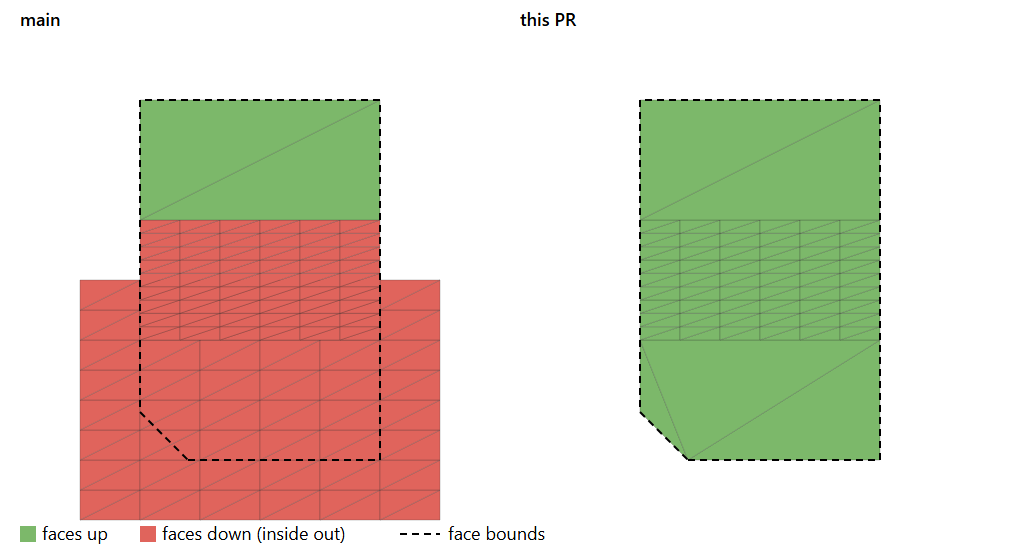 main
this PR
faces up
faces down (inside out)
face bounds